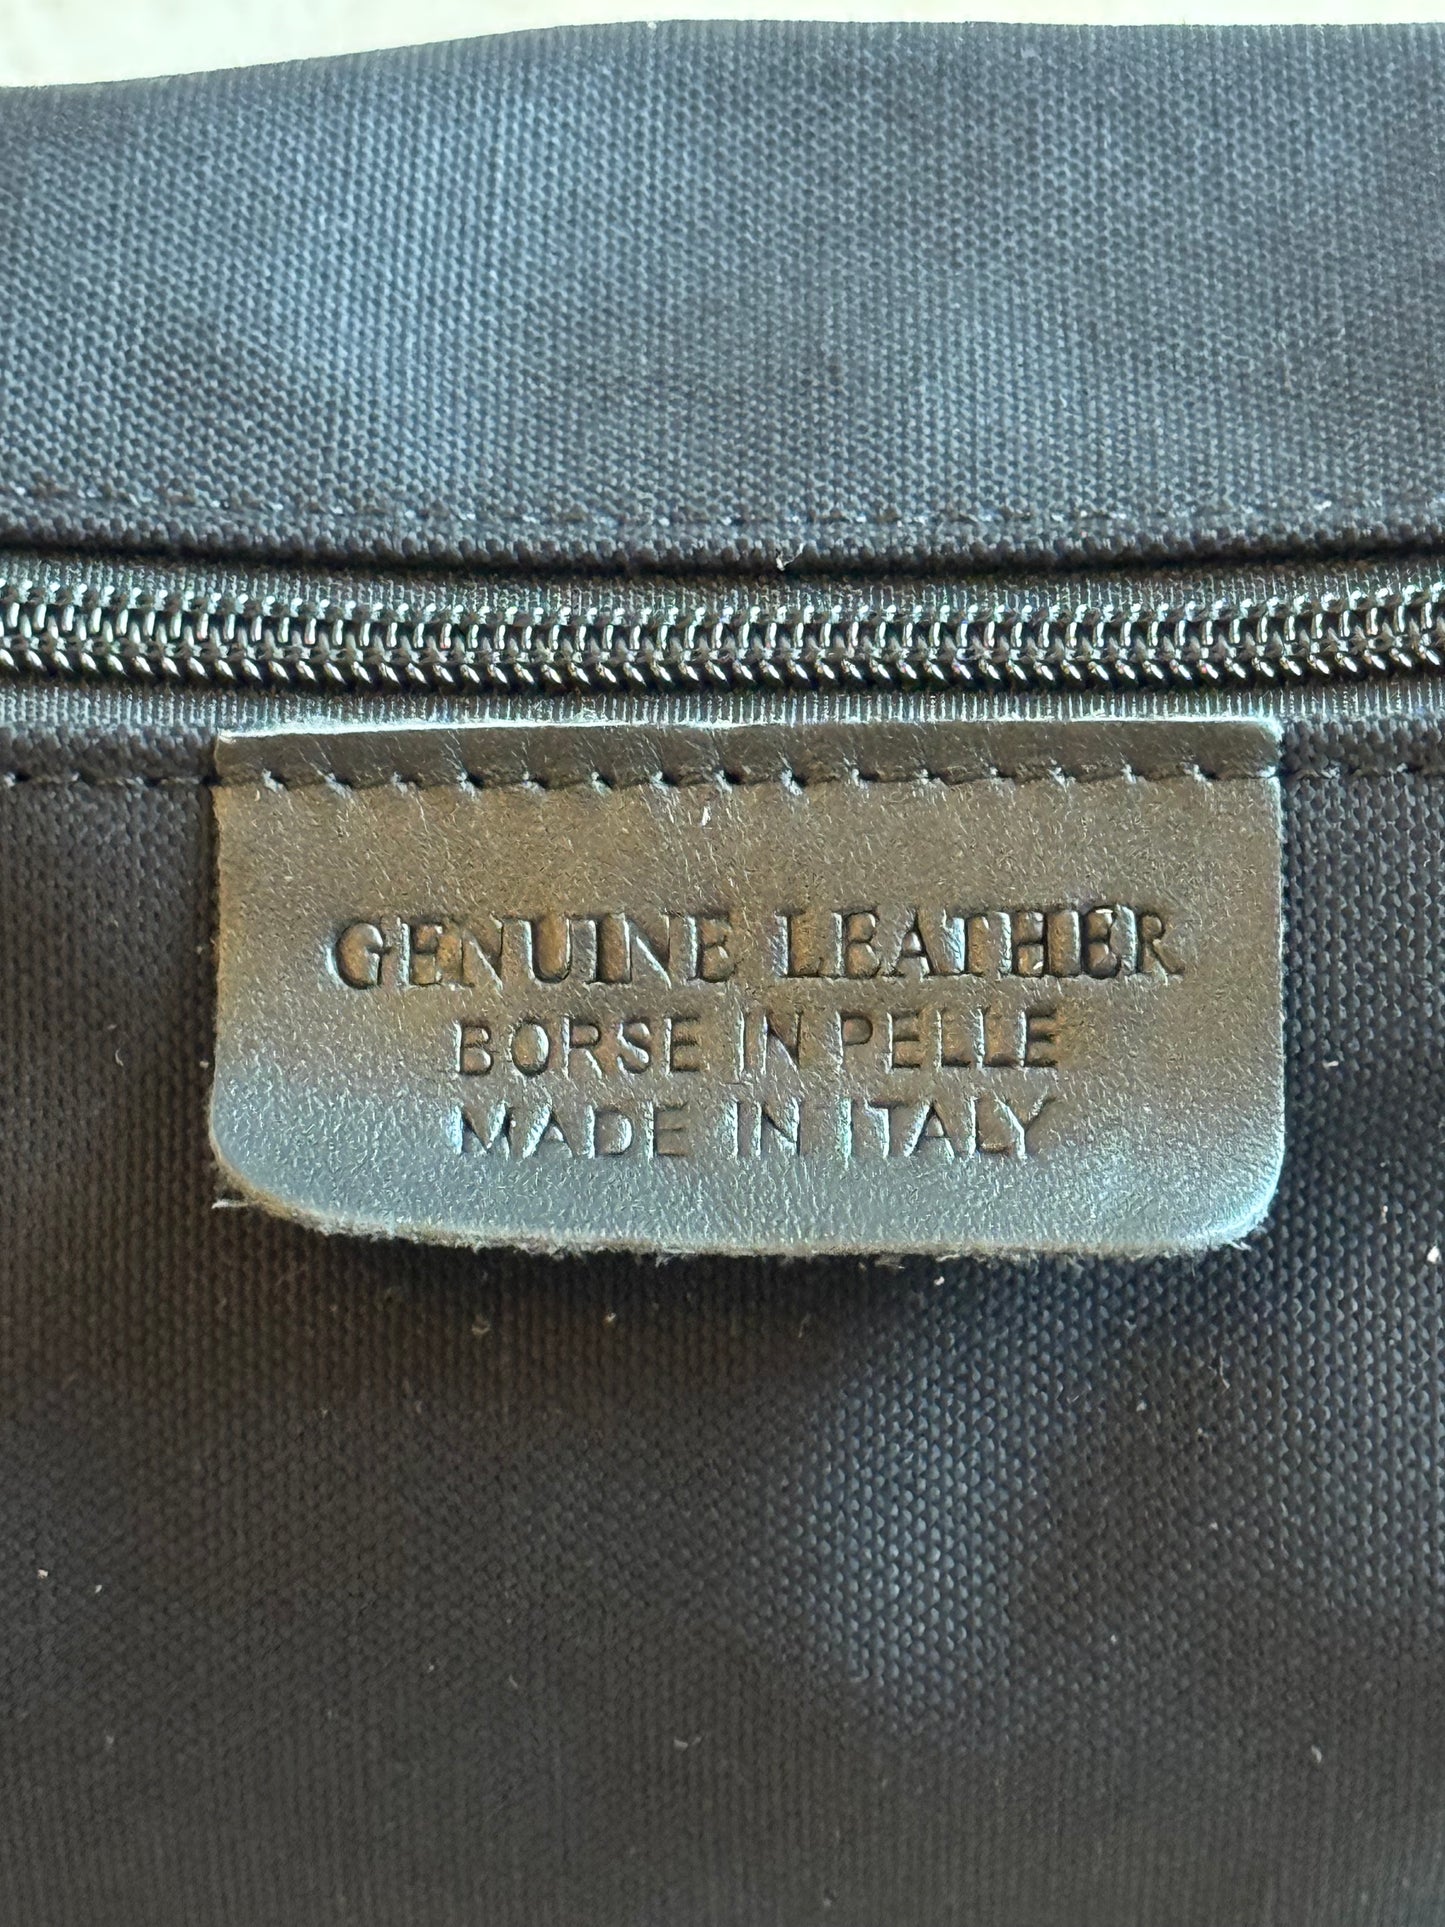 GENUINE LEATHER
BORSE IN PELLE
MADE IN ITALY